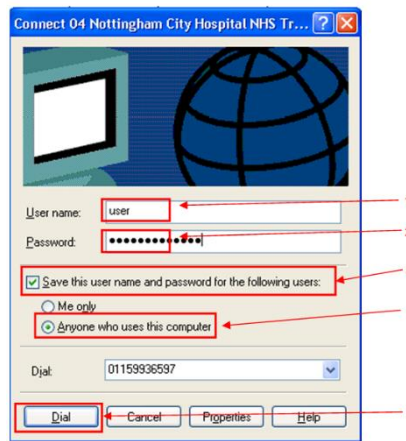 Connect 04 Nottingham City Hospital NHS Tr...
User name: user
Password: ●●●●●●●●●●●●●
Save this user name and password for the following users:
Me only
Anyone who uses this computer
Dial: 01159936597
Dial Cancel Properties Help